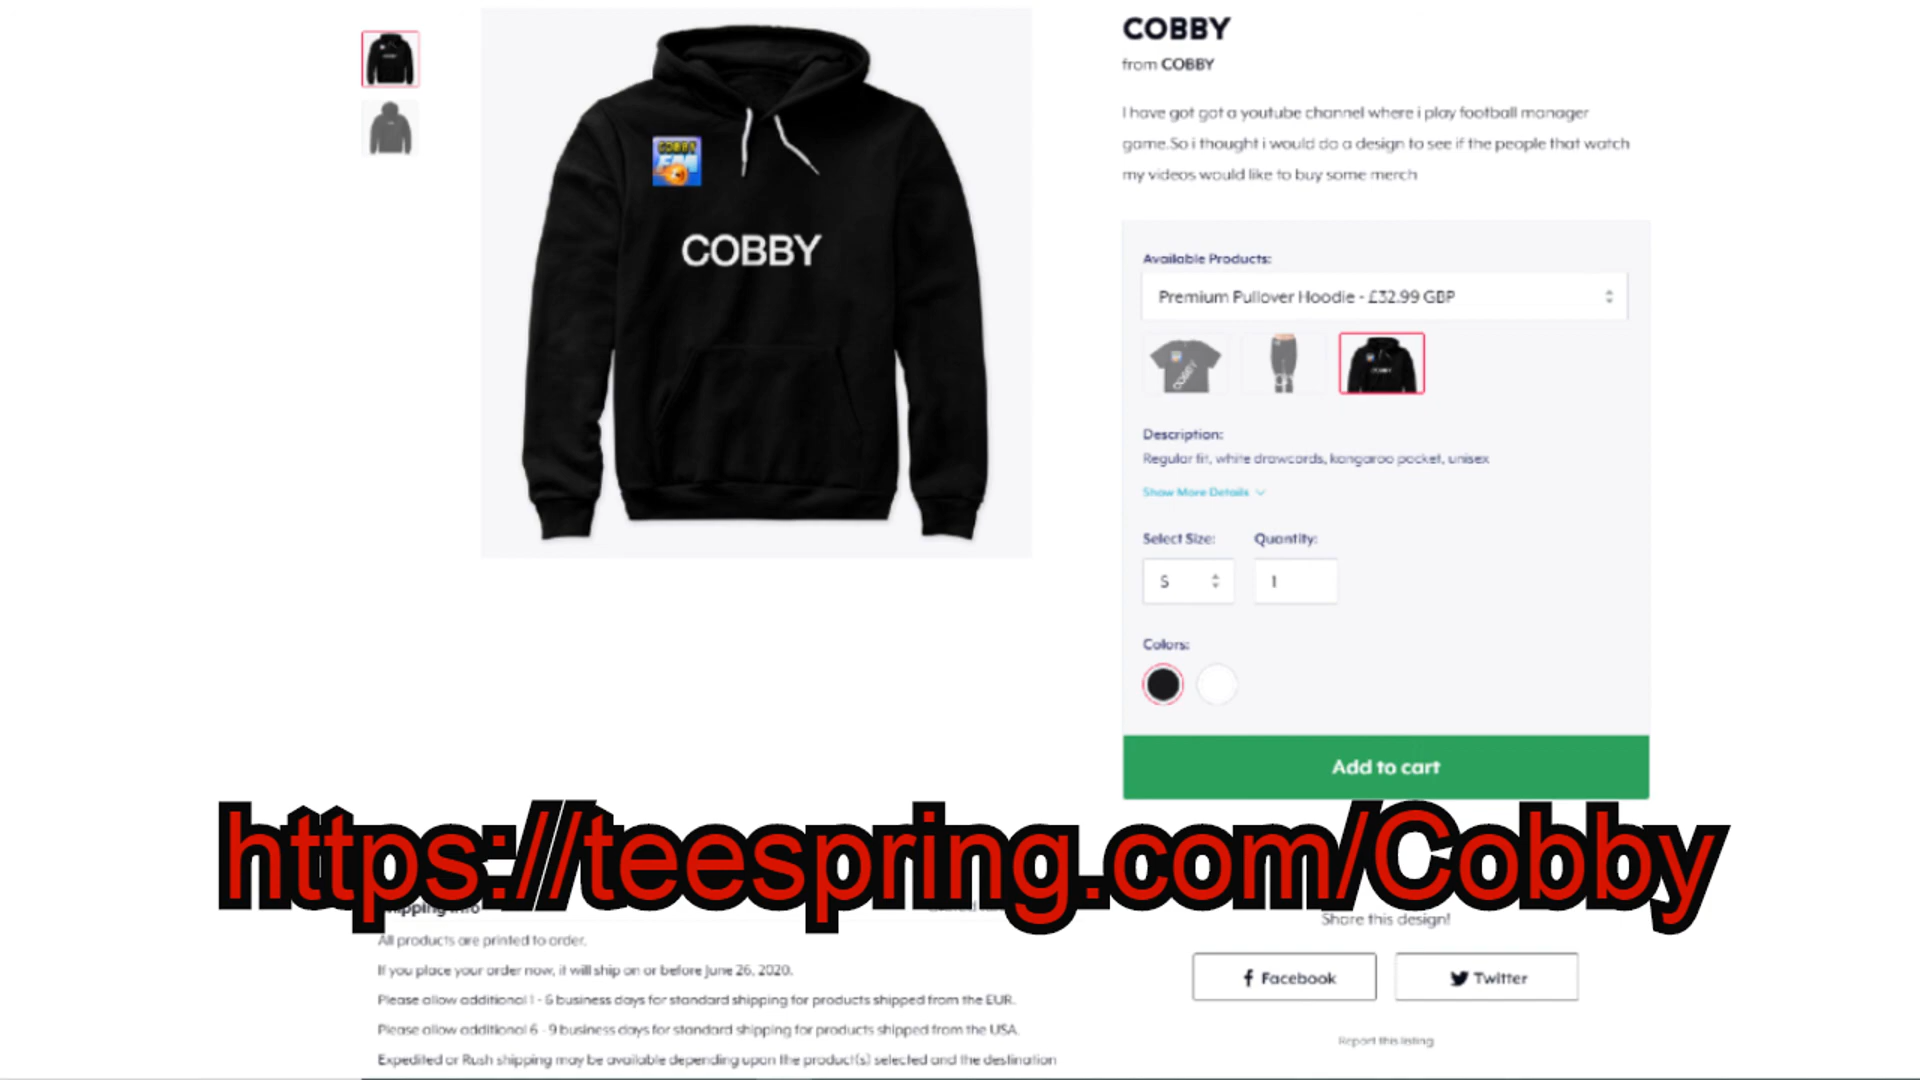 COBBY
from COBBY
I have got got a youtube channel where i play football manager
game.So i thought i would do a design to see if the people that watch
my videos would like to buy some merch
COBBY
FM
COBBY
Available Products:
Premium Pullover Hoodie - £32.99 GBP
COBBY
COBBY
Description:
Regular fit, white drawcords, kangaroo pocket, unisex
Show More Details
Select Size:
Quantity:
S
1
Colors:
Add to cart
https://teespring.com/Cobby
Shipping info
All products are printed to order.
If you place your order now, it will ship on or before June 26, 2020.
Please allow additional 1 - 6 business days for standard shipping for products shipped from the EUR.
Please allow additional 6 - 9 business days for standard shipping for products shipped from the USA.
Expedited or Rush shipping may be available depending upon the product(s) selected and the destination
Share this design!
Facebook
Twitter
Report this listing